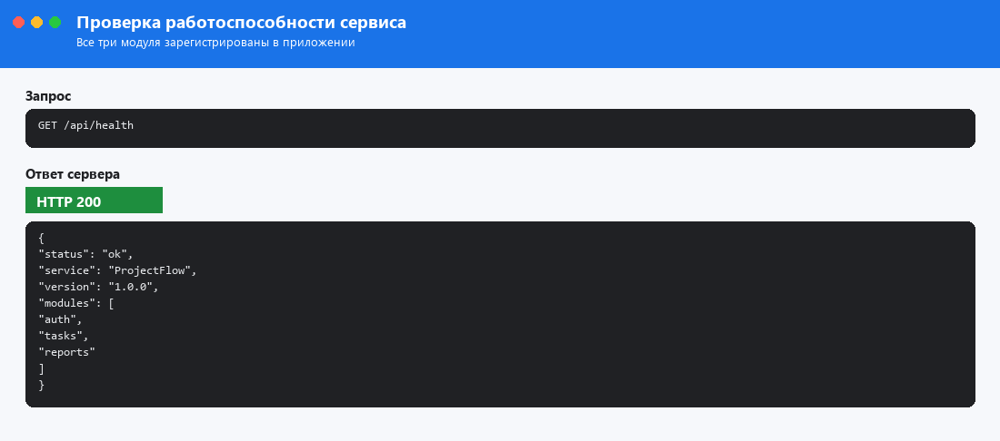 Проверка работоспособности сервиса
Все три модуля зарегистрированы в приложении
Запрос
GET /api/health
Ответ сервера
HTTP 200
{
"status": "ok",
"service": "ProjectFlow",
"version": "1.0.0",
"modules": [
"auth",
"tasks",
"reports"
]
}